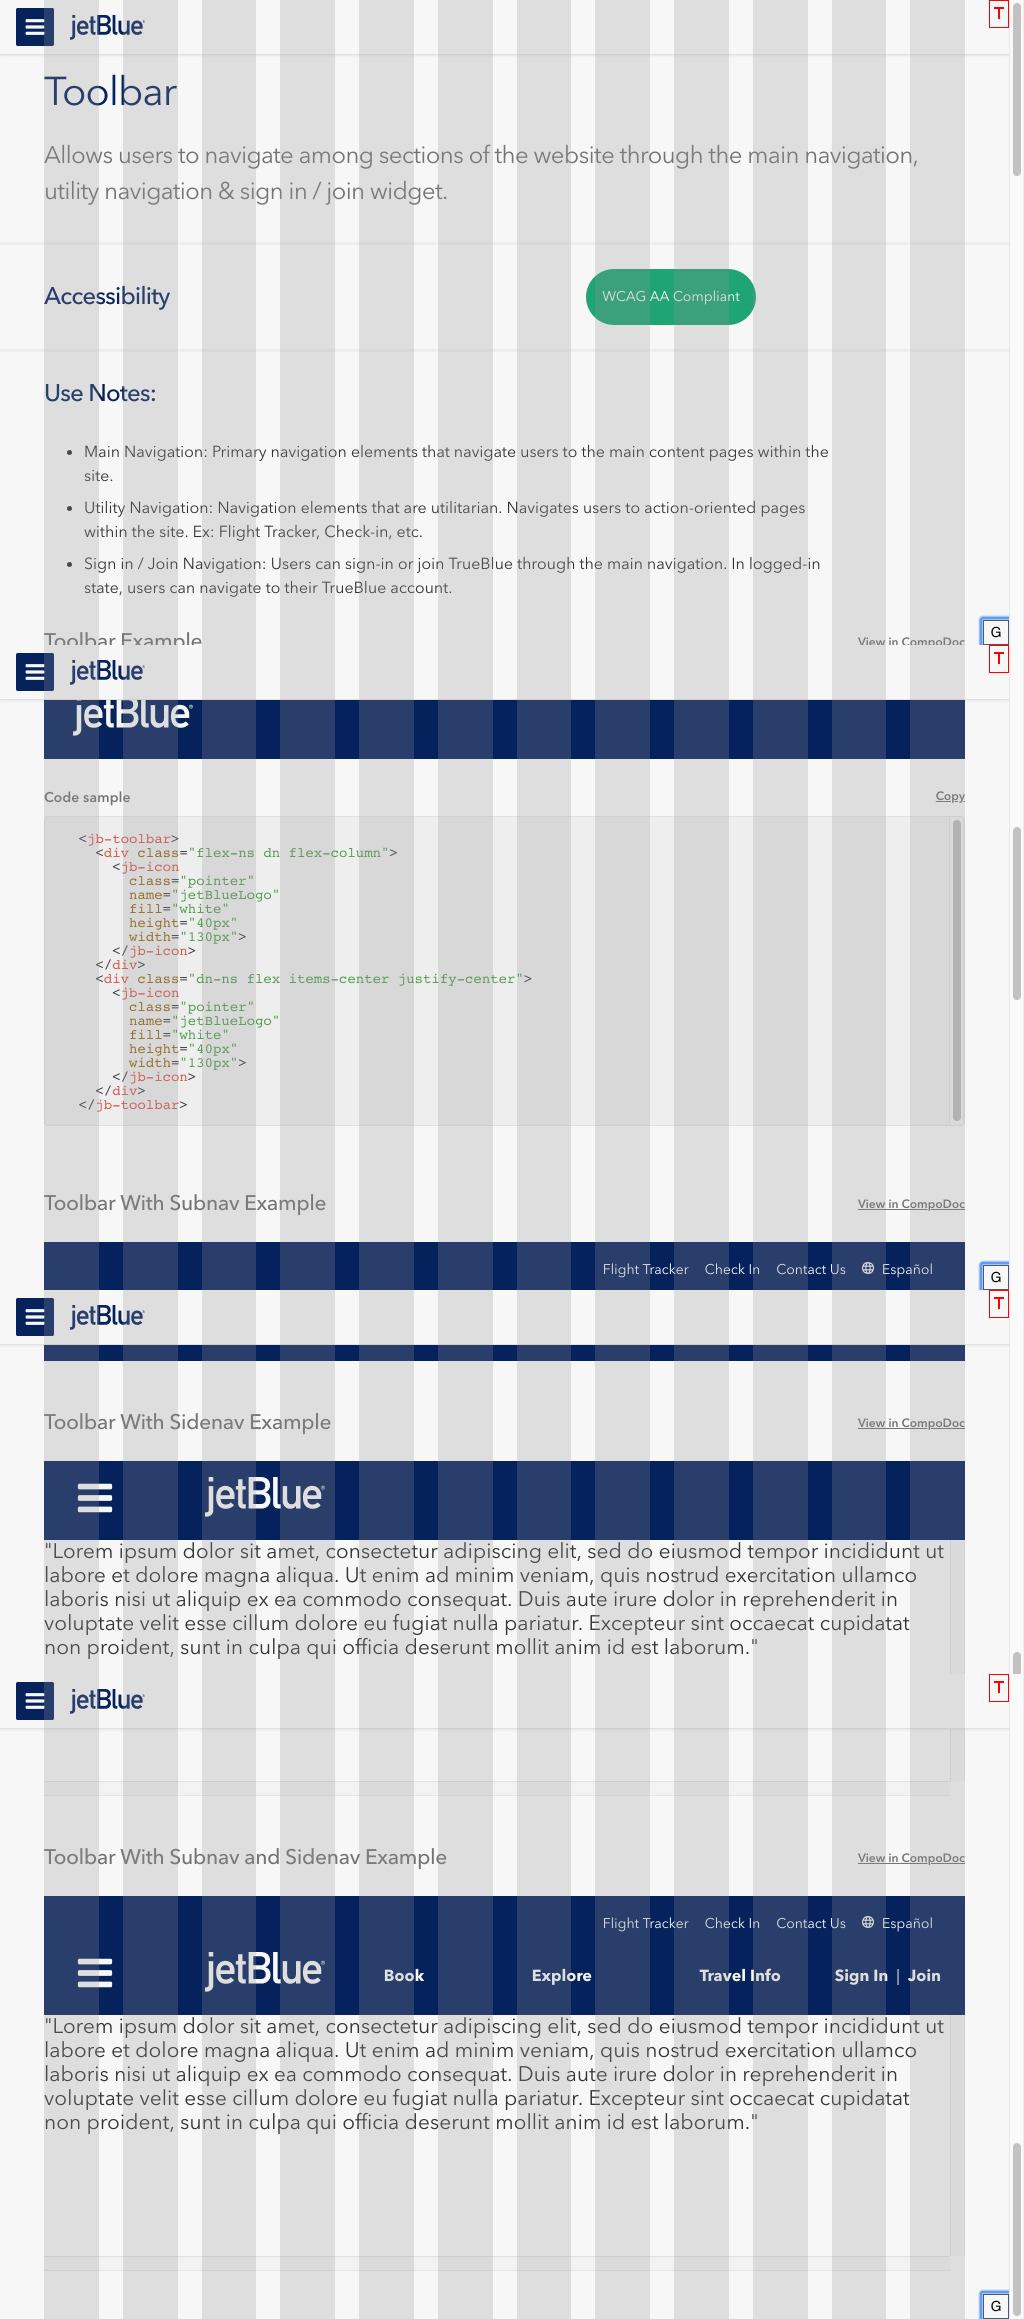 jetBlue
T
Toolbar
Allows users to navigate among sections of the website through the main navigation,
utility navigation & sign in / join widget.
Accessibility
WCAG AA Compliant
Use Notes:
• Main Navigation: Primary navigation elements that navigate users to the main content pages within the
site.
• Utility Navigation: Navigation elements that are utilitarian. Navigates users to action-oriented pages
within the site. Ex: Flight Tracker, Check-in, etc.
• Sign in / Join Navigation: Users can sign-in or join TrueBlue through the main navigation. In logged-in
state, users can navigate to their TrueBlue account.
Toolbar Example
View in CompoDoc
G
jetBlue
T
jetBlue
Code sample
Copy
<jb-toolbar>
<div class="flex-ns dn flex-column">
<jb-icon
class="pointer"
name="jetBlueLogo"
fill="white"
height="40px"
width="130px">
</jb-icon>
</div>
<div class="dn-ns flex items-center justify-center">
<jb-icon
class="pointer"
name="jetBlueLogo"
fill="white"
height="40px"
width="130px">
</jb-icon>
</div>
</jb-toolbar>
Toolbar With Subnav Example
View in CompoDoc
Flight Tracker Check In Contact Us Español
G
jetBlue
T
Toolbar With Sidenav Example
View in CompoDoc
jetBlue
"Lorem ipsum dolor sit amet, consectetur adipiscing elit, sed do eiusmod tempor incididunt ut
labore et dolore magna aliqua. Ut enim ad minim veniam, quis nostrud exercitation ullamco
laboris nisi ut aliquip ex ea commodo consequat. Duis aute irure dolor in reprehenderit in
voluptate velit esse cillum dolore eu fugiat nulla pariatur. Excepteur sint occaecat cupidatat
non proident, sunt in culpa qui officia deserunt mollit anim id est laborum."
jetBlue
T
Toolbar With Subnav and Sidenav Example
View in CompoDoc
Flight Tracker Check In Contact Us Español
jetBlue Book Explore Travel Info Sign In | Join
"Lorem ipsum dolor sit amet, consectetur adipiscing elit, sed do eiusmod tempor incididunt ut
labore et dolore magna aliqua. Ut enim ad minim veniam, quis nostrud exercitation ullamco
laboris nisi ut aliquip ex ea commodo consequat. Duis aute irure dolor in reprehenderit in
voluptate velit esse cillum dolore eu fugiat nulla pariatur. Excepteur sint occaecat cupidatat
non proident, sunt in culpa qui officia deserunt mollit anim id est laborum."
G